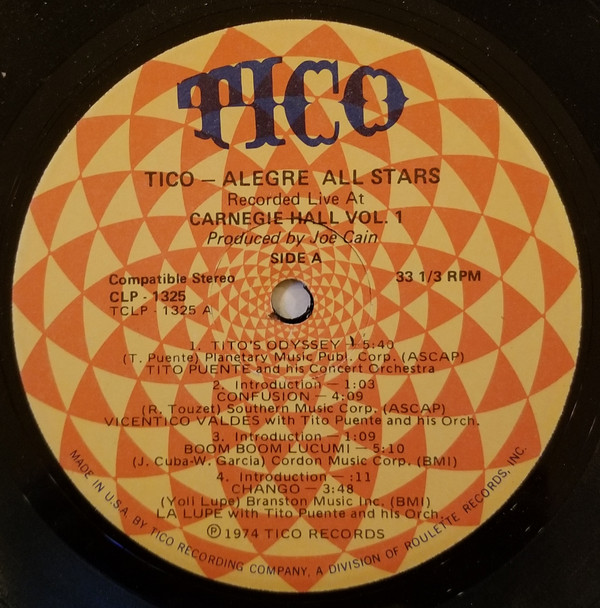 TICO
TICO — ALEGRE ALL STARS
Recorded Live At
CARNEGIE HALL VOL. 1
Produced by Joe Cain
SIDE A
Compatible Stereo
33 1/3 RPM
CLP - 1325
TCLP - 1325 A
1. TITO'S ODYSSEY — 5:40
(T. Puente) Planetary Music Publ. Corp. (ASCAP)
TITO PUENTE and his Concert Orchestra
2. Introduction — 1:03
CONFUSION — 4:09
(R. Touzet) Southern Music Corp. (ASCAP)
VICENTICO VALDES with Tito Puente and his Orch.
3. Introduction — 1:09
BOOM BOOM LUCUMI — 5:10
(J. Cuba-W. Garcia) Cordon Music Corp. (BMI)
4. Introduction — :11
CHANGO — 3:48
(Yoli Lupe) Branston Music Inc. (BMI)
LA LUPE with Tito Puente and his Orch.
Ⓟ 1974 TICO RECORDS
MADE IN U.S.A. BY TICO RECORDING COMPANY, A DIVISION OF ROULETTE RECORDS, INC.